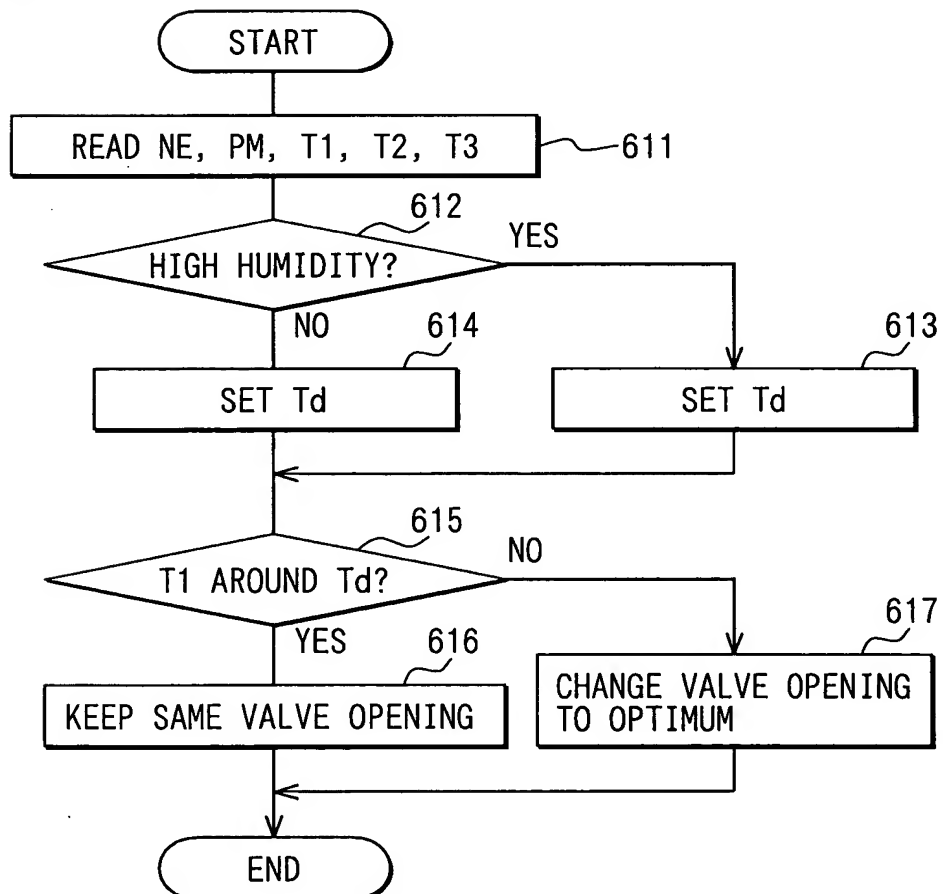 START
READ NE, PM, T1, T2, T3
611
612
HIGH HUMIDITY?
YES
NO
614
SET Td
613
SET Td
615
T1 AROUND Td?
NO
YES
616
KEEP SAME VALVE OPENING
617
CHANGE VALVE OPENING
TO OPTIMUM
END